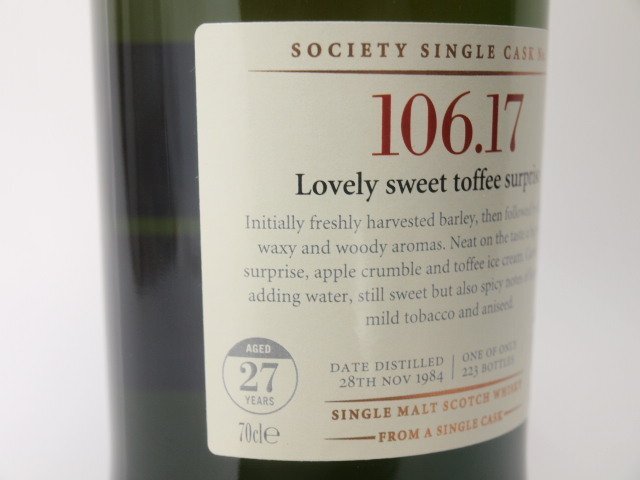 SOCIETY SINGLE CASK No.
106.17
Lovely sweet toffee surprise
Initially freshly harvested barley, then followed
waxy and woody aromas. Neat on the taste
surprise, apple crumble and toffee ice cream
adding water, still sweet but also spicy notes
mild tobacco and aniseed.
AGED
27
YEARS
70cle
DATE DISTILLED
28TH NOV 1984
ONE OF ONLY
223 BOTTLES
SINGLE MALT SCOTCH WHISKY
FROM A SINGLE CASK